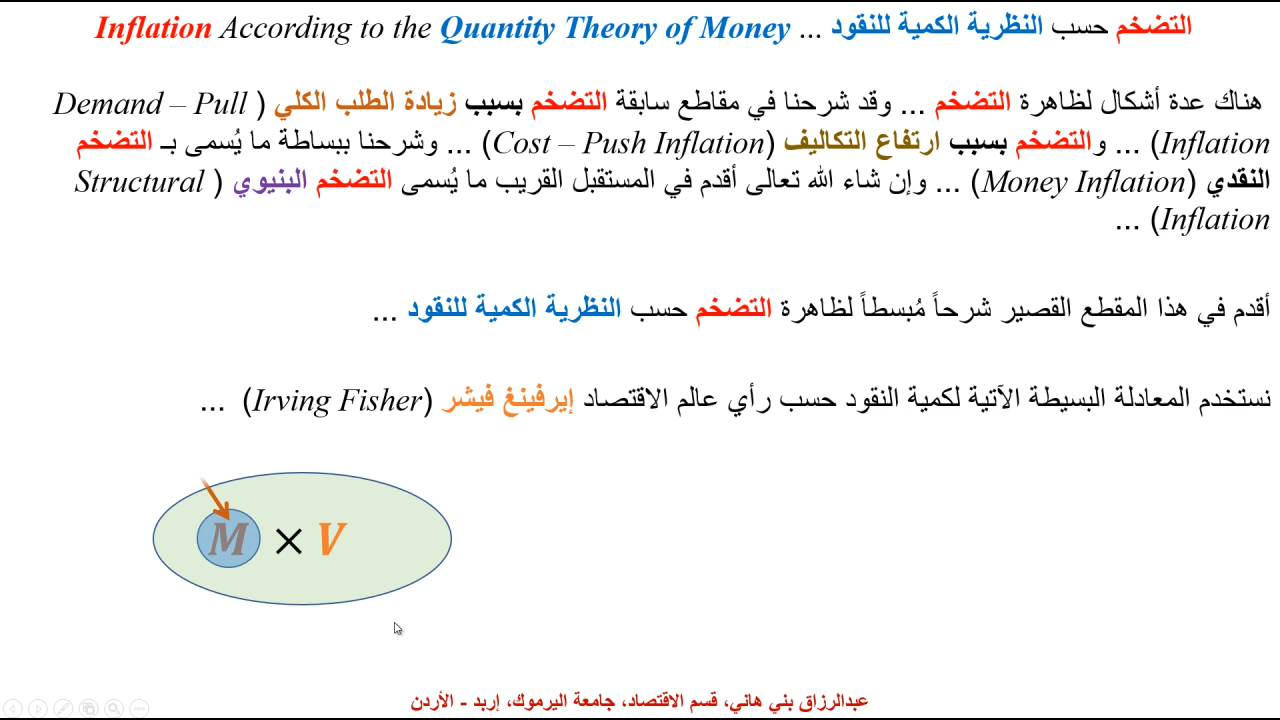 التضخم حسب النظرية الكمية للنقود ... Inflation According to the Quantity Theory of Money
هناك عدة أشكال لظاهرة التضخم ... وقد شرحنا في مقاطع سابقة التضخم بسبب زيادة الطلب الكلي (Demand – Pull
Inflation) ... والتضخم بسبب ارتفاع التكاليف (Cost – Push Inflation) ... وشرحنا ببساطة ما يُسمى بـ التضخم
النقدي (Money Inflation) ... وإن شاء الله تعالى أقدم في المستقبل القريب ما يُسمى التضخم البنيوي (Structural
Inflation) ...
أقدم في هذا المقطع القصير شرحاً مُبسطاً لظاهرة التضخم حسب النظرية الكمية للنقود ...
نستخدم المعادلة البسيطة الآتية لكمية النقود حسب رأي عالم الاقتصاد إيرفينغ فيشر (Irving Fisher) ...
M × V
عبدالرزاق بني هاني، قسم الاقتصاد، جامعة اليرموك، إربد - الأردن